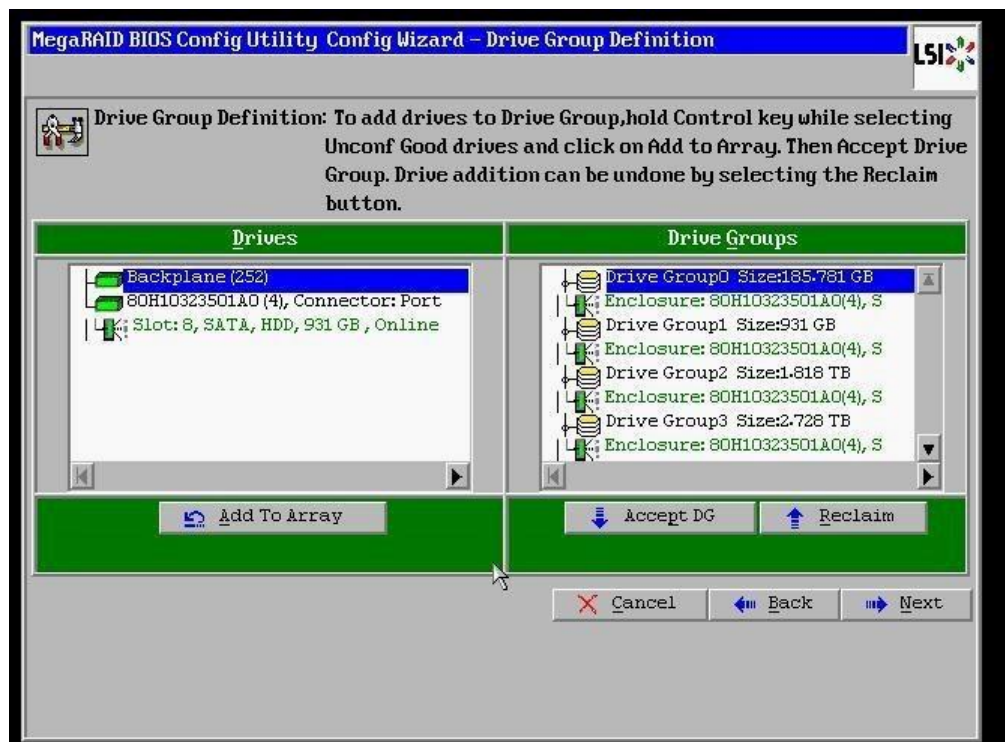 MegaRAID BIOS Config Utility Config Wizard – Drive Group Definition
LSI
Drive Group Definition: To add drives to Drive Group,hold Control key while selecting
Unconf Good drives and click on Add to Array. Then Accept Drive
Group. Drive addition can be undone by selecting the Reclaim
button.
Drives
Backplane (252)
80H10323501A0 (4), Connector: Port
Slot: 8, SATA, HDD, 931 GB , Online
Add To Array
Drive Groups
Drive Group0 Size:185.781 GB
Enclosure: 80H10323501A0(4), S
Drive Group1 Size:931 GB
Enclosure: 80H10323501A0(4), S
Drive Group2 Size:1.818 TB
Enclosure: 80H10323501A0(4), S
Drive Group3 Size:2.728 TB
Enclosure: 80H10323501A0(4), S
Accept DG
Reclaim
Cancel
Back
Next